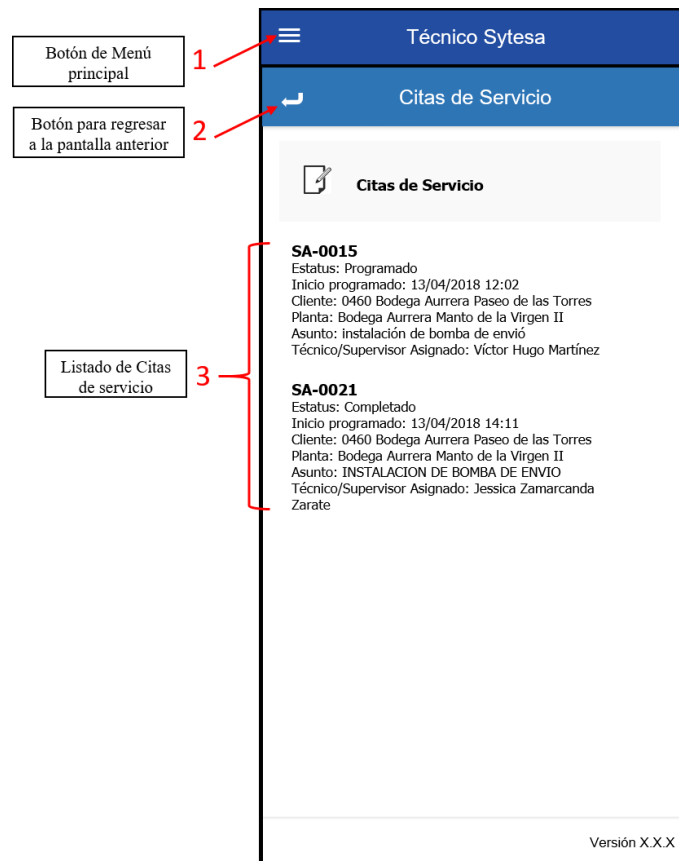 Botón de Menú
principal
1
Técnico Sytesa
Botón para regresar
a la pantalla anterior
2
Citas de Servicio
Citas de Servicio
Listado de Citas
de servicio
3
SA-0015
Estatus: Programado
Inicio programado: 13/04/2018 12:02
Cliente: 0460 Bodega Aurrera Paseo de las Torres
Planta: Bodega Aurrera Manto de la Virgen II
Asunto: instalación de bomba de envió
Técnico/Supervisor Asignado: Víctor Hugo Martínez
SA-0021
Estatus: Completado
Inicio programado: 13/04/2018 14:11
Cliente: 0460 Bodega Aurrera Paseo de las Torres
Planta: Bodega Aurrera Manto de la Virgen II
Asunto: INSTALACION DE BOMBA DE ENVIO
Técnico/Supervisor Asignado: Jessica Zamarcanda
Zarate
Versión X.X.X